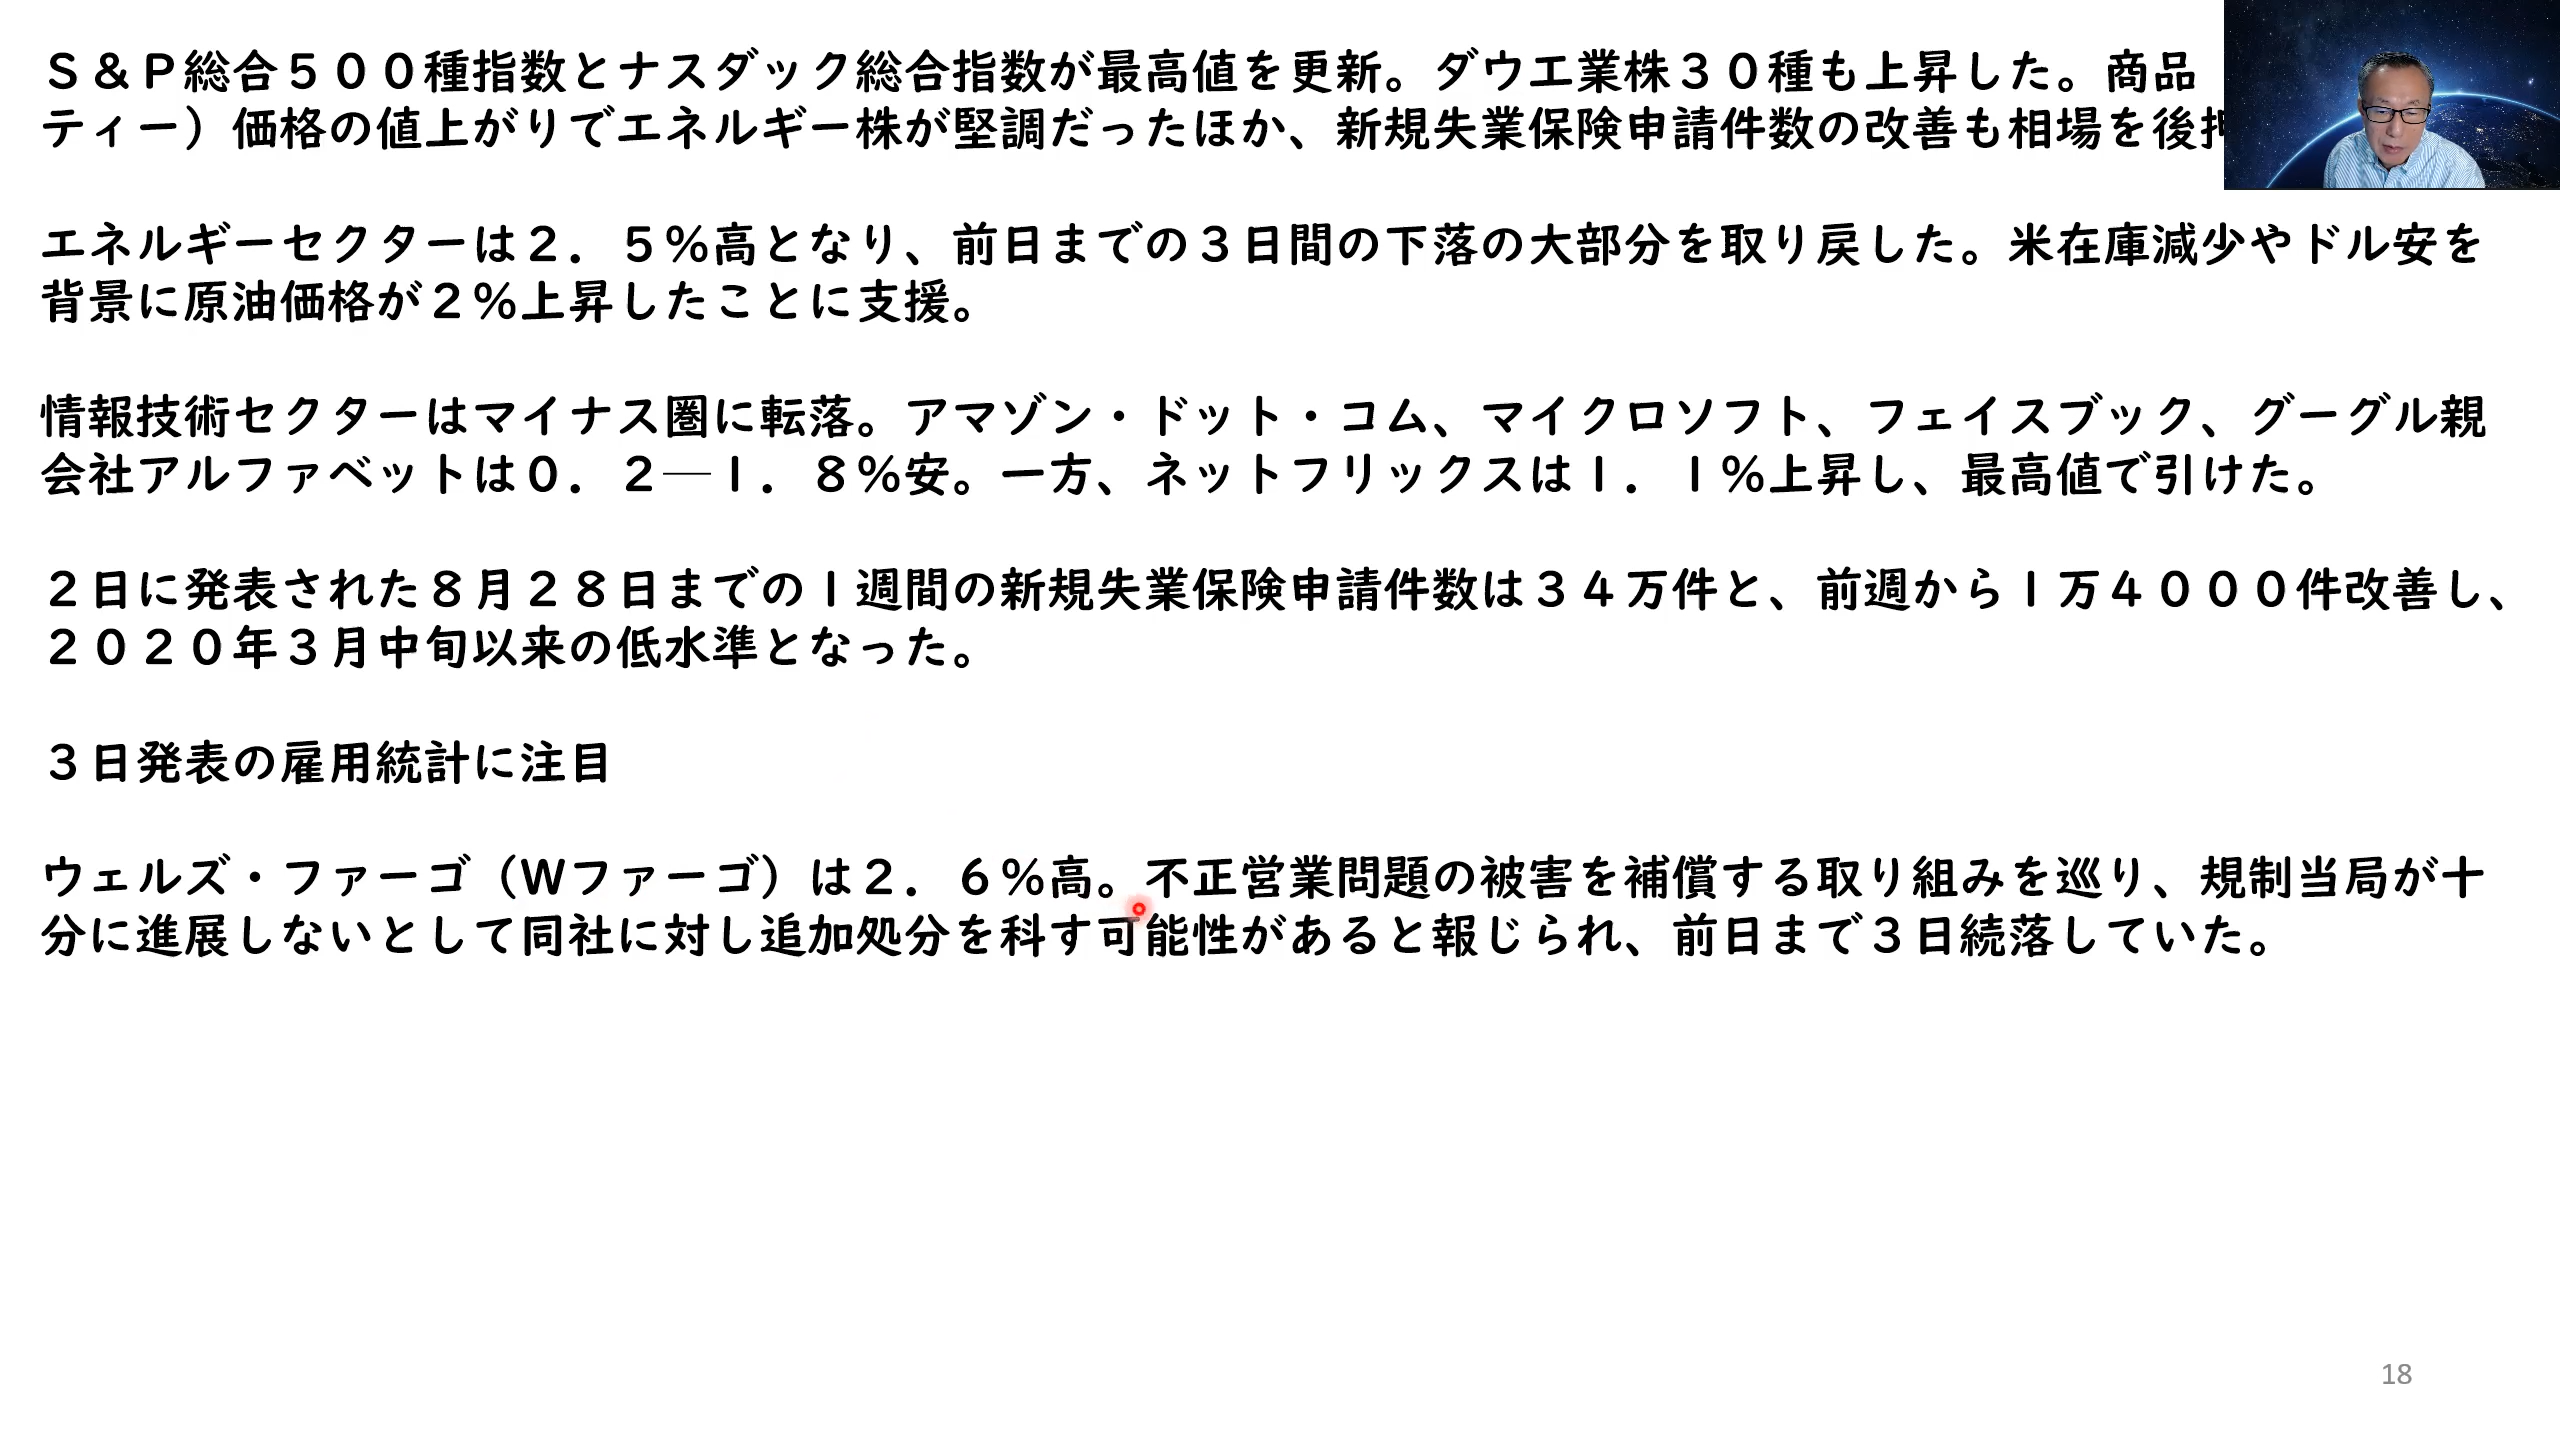 Ｓ＆Ｐ総合５００種指数とナスダック総合指数が最高値を更新。ダウ工業株３０種も上昇した。商品
ティー）価格の値上がりでエネルギー株が堅調だったほか、新規失業保険申請件数の改善も相場を後押
エネルギーセクターは２．５％高となり、前日までの３日間の下落の大部分を取り戻した。米在庫減少やドル安を
背景に原油価格が２％上昇したことに支援。
情報技術セクターはマイナス圏に転落。アマゾン・ドット・コム、マイクロソフト、フェイスブック、グーグル親
会社アルファベットは０．２―１．８％安。一方、ネットフリックスは１．１％上昇し、最高値で引けた。
２日に発表された８月２８日までの１週間の新規失業保険申請件数は３４万件と、前週から１万４０００件改善し、
２０２０年３月中旬以来の低水準となった。
３日発表の雇用統計に注目
ウェルズ・ファーゴ（Ｗファーゴ）は２．６％高。不正営業問題の被害を補償する取り組みを巡り、規制当局が十
分に進展しないとして同社に対し追加処分を科す可能性があると報じられ、前日まで３日続落していた。
18